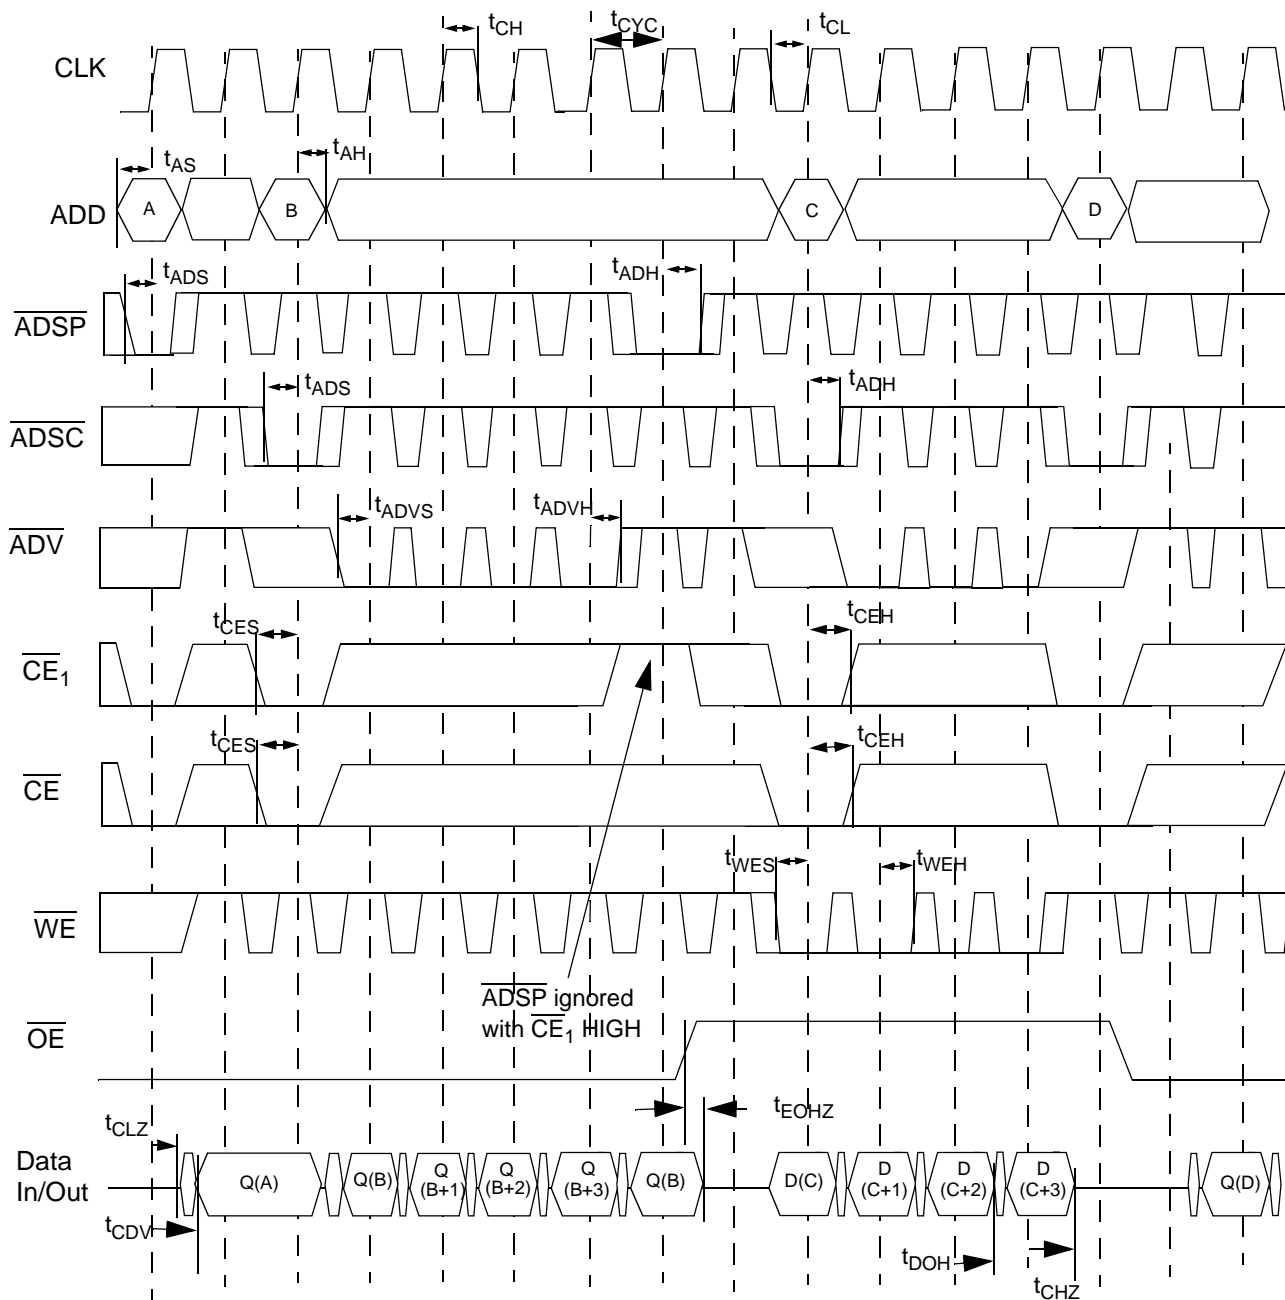 tCH
tCYC
tCL
CLK
tAS
tAH
ADD
A
B
C
D
tADS
tADH
ADSP
tADS
tADH
ADSC
tADVS
tADVH
ADV
tCES
tCEH
CE1
tCES
tCEH
CE
tWES
tWEH
WE
ADSP ignored
with CE1 HIGH
OE
tCLZ
tEOHZ
Data
In/Out
Q(A)
Q(B)
Q
(B+1)
Q
(B+2)
Q
(B+3)
Q(B)
D(C)
D
(C+1)
D
(C+2)
D
(C+3)
Q(D)
tCDV
tDOH
tCHZ